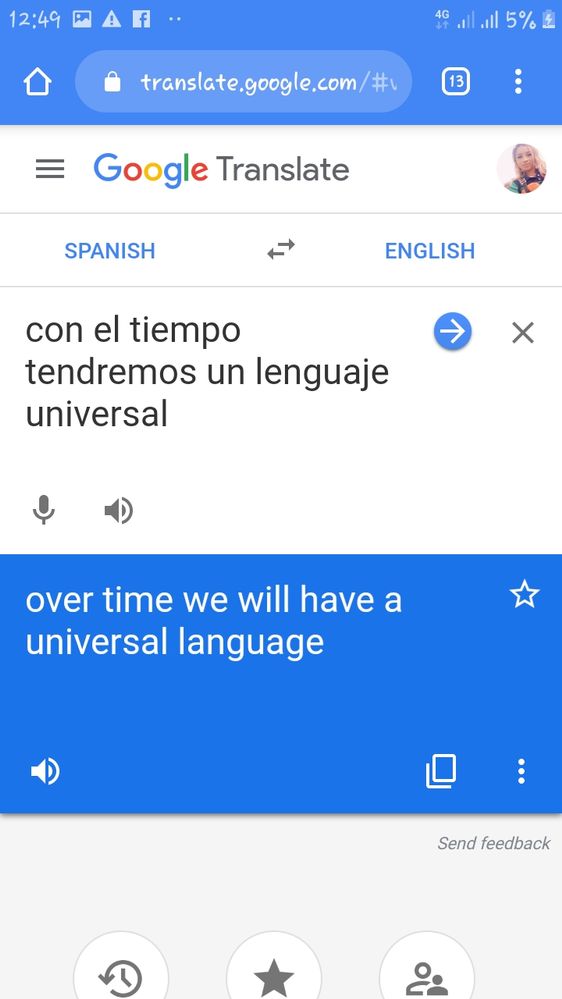 12:49 4G 5%
translate.google.com/# 13
Google Translate
SPANISH ENGLISH
con el tiempo
tendremos un lenguaje
universal
over time we will have a
universal language
Send feedback